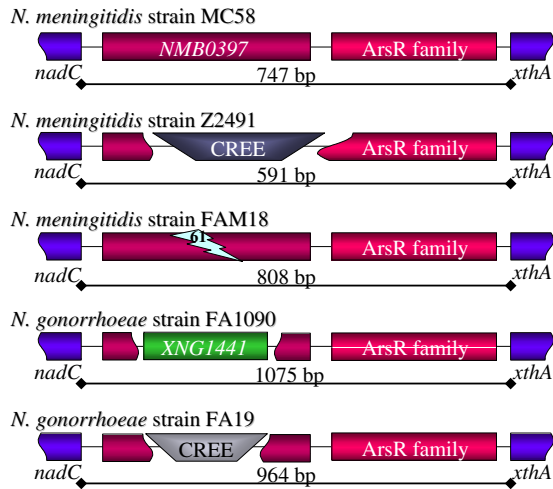 N. meningitidis strain MC58
NMB0397 ArsR family
nadC 747 bp xthA
N. meningitidis strain Z2491
CREE ArsR family
nadC 591 bp xthA
N. meningitidis strain FAM18
61 ArsR family
nadC 808 bp xthA
N. gonorrhoeae strain FA1090
XNG1441 ArsR family
nadC 1075 bp xthA
N. gonorrhoeae strain FA19
CREE ArsR family
nadC 964 bp xthA